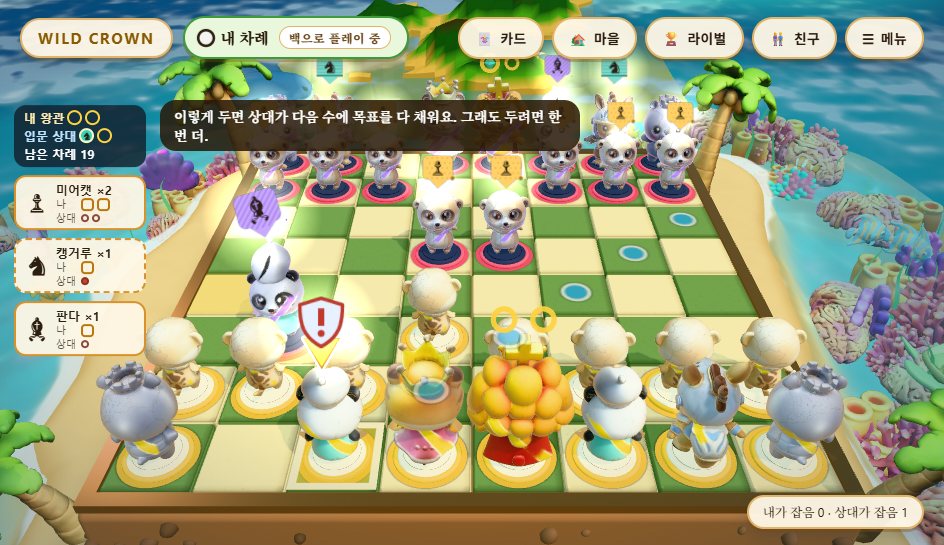 WILD CROWN
내 차례
백으로 플레이 중
카드
마을
라이벌
친구
메뉴
내 왕관
입문 상대
남은 차례 19
이렇게 두면 상대가 다음 수에 목표를 다 채워요. 그래도 두려면 한
번 더.
미어캣 ×2
나
상대
캥거루 ×1
나
상대
판다 ×1
나
상대
내가 잡음 0 · 상대가 잡음 1